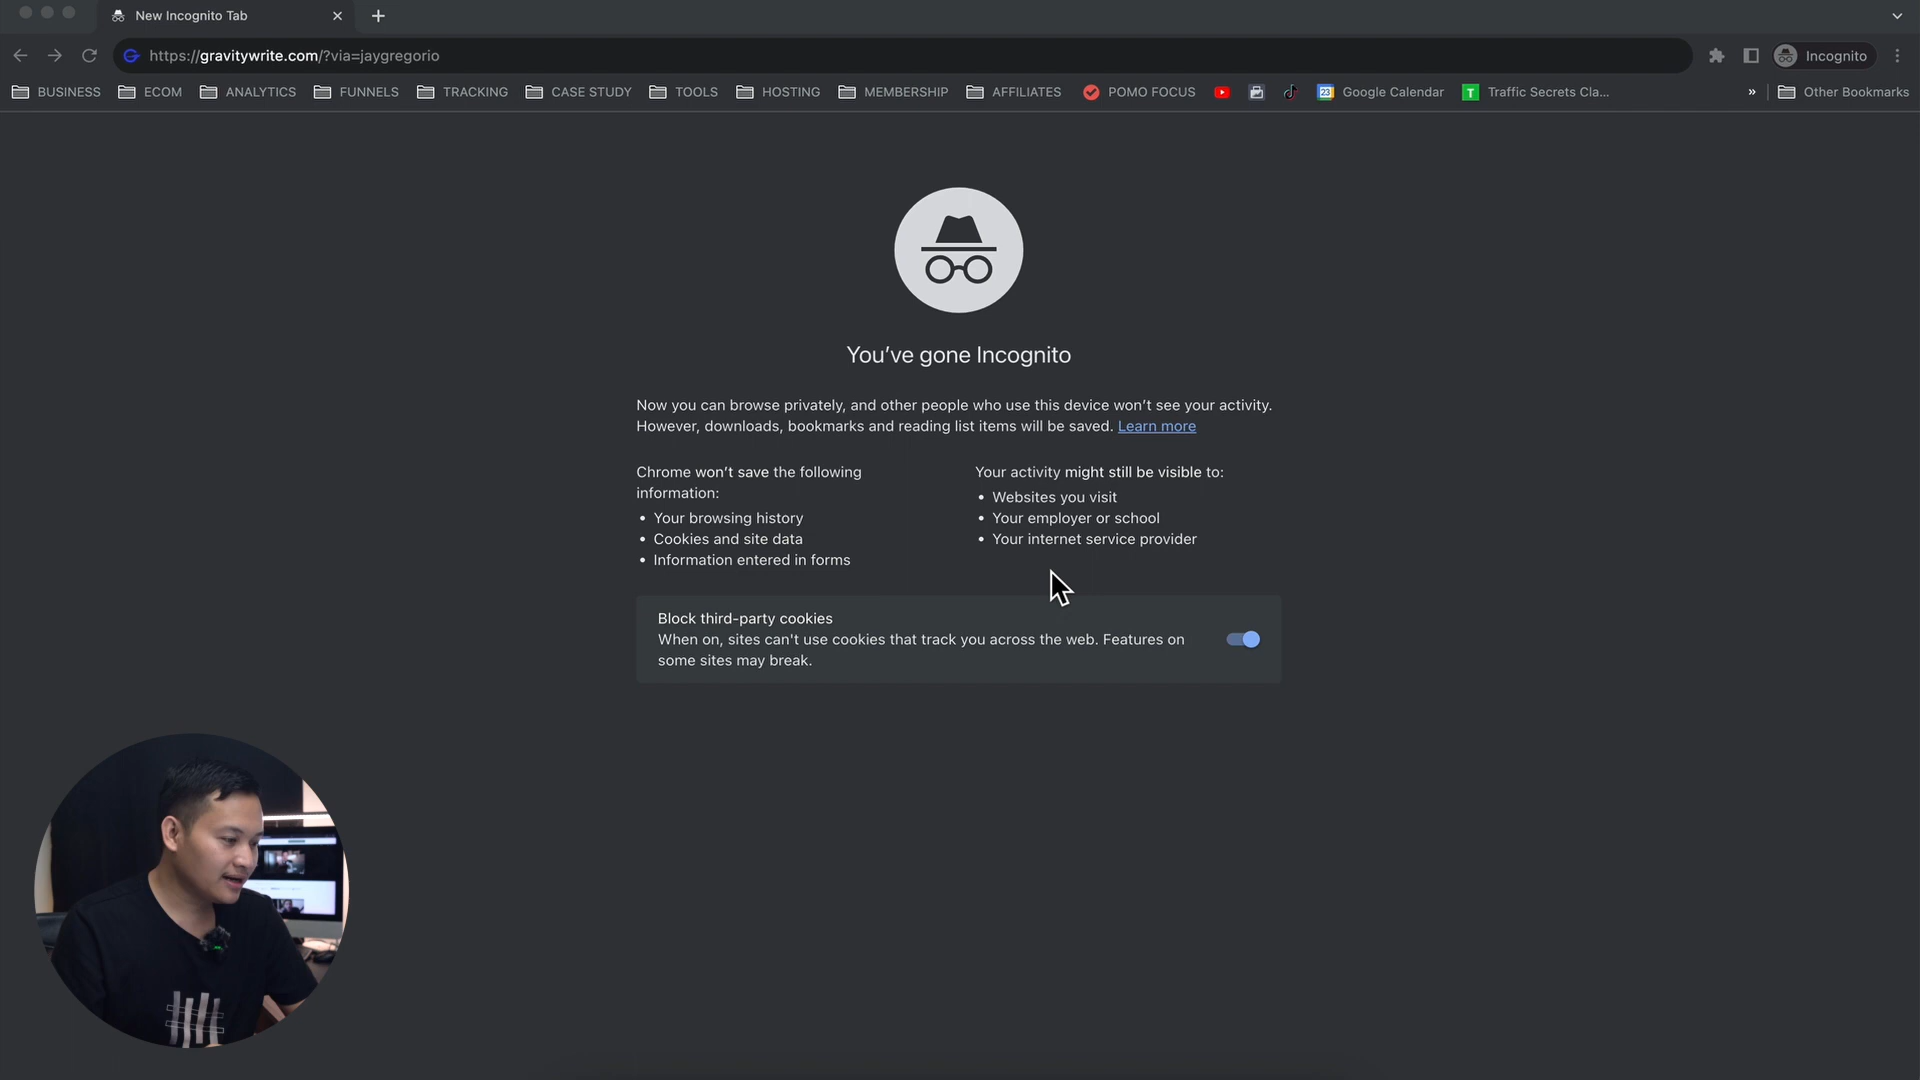 New Incognito Tab
https://gravitywrite.com/?via=jaygregorio
Incognito
BUSINESS ECOM ANALYTICS FUNNELS TRACKING CASE STUDY TOOLS HOSTING MEMBERSHIP AFFILIATES POMO FOCUS 23 Google Calendar T Traffic Secrets Cla... » Other Bookmarks
You've gone Incognito
Now you can browse privately, and other people who use this device won't see your activity.
However, downloads, bookmarks and reading list items will be saved. Learn more
Chrome won't save the following
information:
• Your browsing history
• Cookies and site data
• Information entered in forms
Your activity might still be visible to:
• Websites you visit
• Your employer or school
• Your internet service provider
Block third-party cookies
When on, sites can't use cookies that track you across the web. Features on
some sites may break.